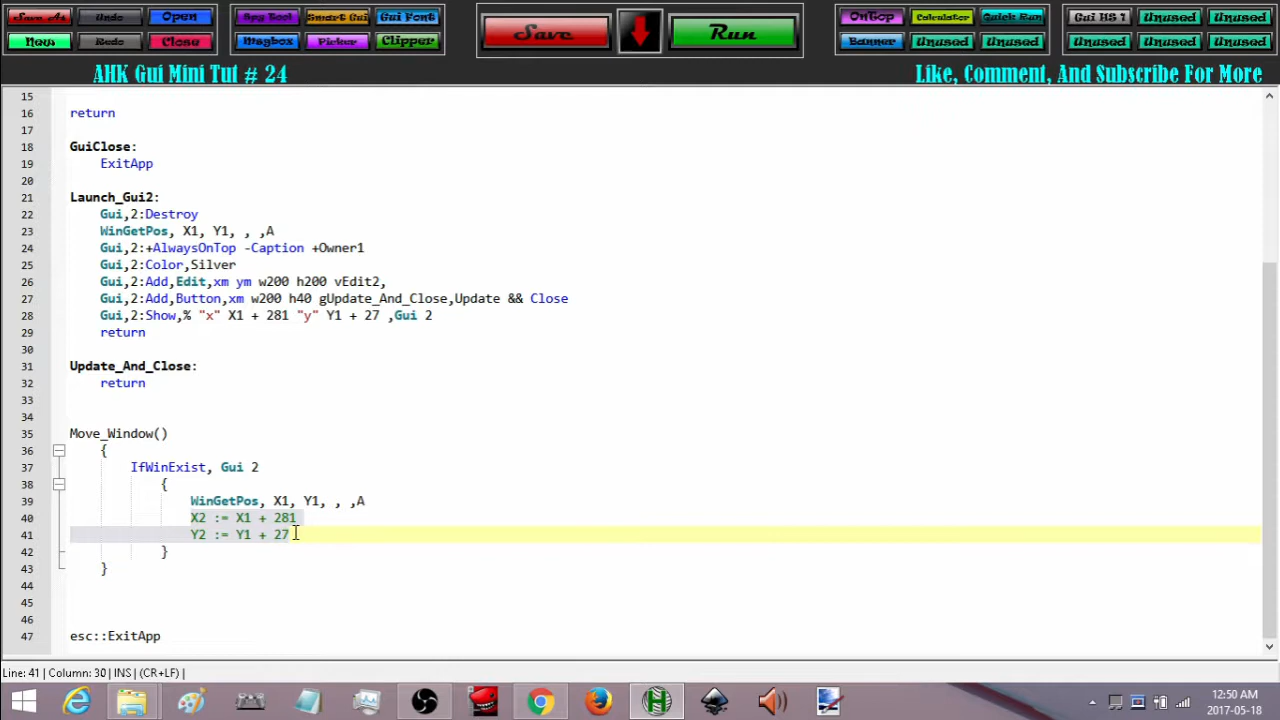 Save As Undo Open Spy Tool Smart Gui Gui Font Save Run OnTop Calculator Quick Run Gui HS 1 Unused Unused
New Redo Close Msgbox Picker Clipper Banner Unused Unused Unused Unused Unused
AHK Gui Mini Tut # 24 Like, Comment, And Subscribe For More
15
16 return
17
18 GuiClose:
19 ExitApp
20
21 Launch_Gui2:
22 Gui,2:Destroy
23 WinGetPos, X1, Y1, , ,A
24 Gui,2:+AlwaysOnTop -Caption +Owner1
25 Gui,2:Color,Silver
26 Gui,2:Add,Edit,xm ym w200 h200 vEdit2,
27 Gui,2:Add,Button,xm w200 h40 gUpdate_And_Close,Update && Close
28 Gui,2:Show,% "x" X1 + 281 "y" Y1 + 27 ,Gui 2
29 return
30
31 Update_And_Close:
32 return
33
34
35 Move_Window()
36 {
37 IfWinExist, Gui 2
38 {
39 WinGetPos, X1, Y1, , ,A
40 X2 := X1 + 281
41 Y2 := Y1 + 27
42 }
43 }
44
45
46
47 esc::ExitApp
Line: 41 | Column: 30 | INS | (CR+LF) |
12:50 AM
2017-05-18